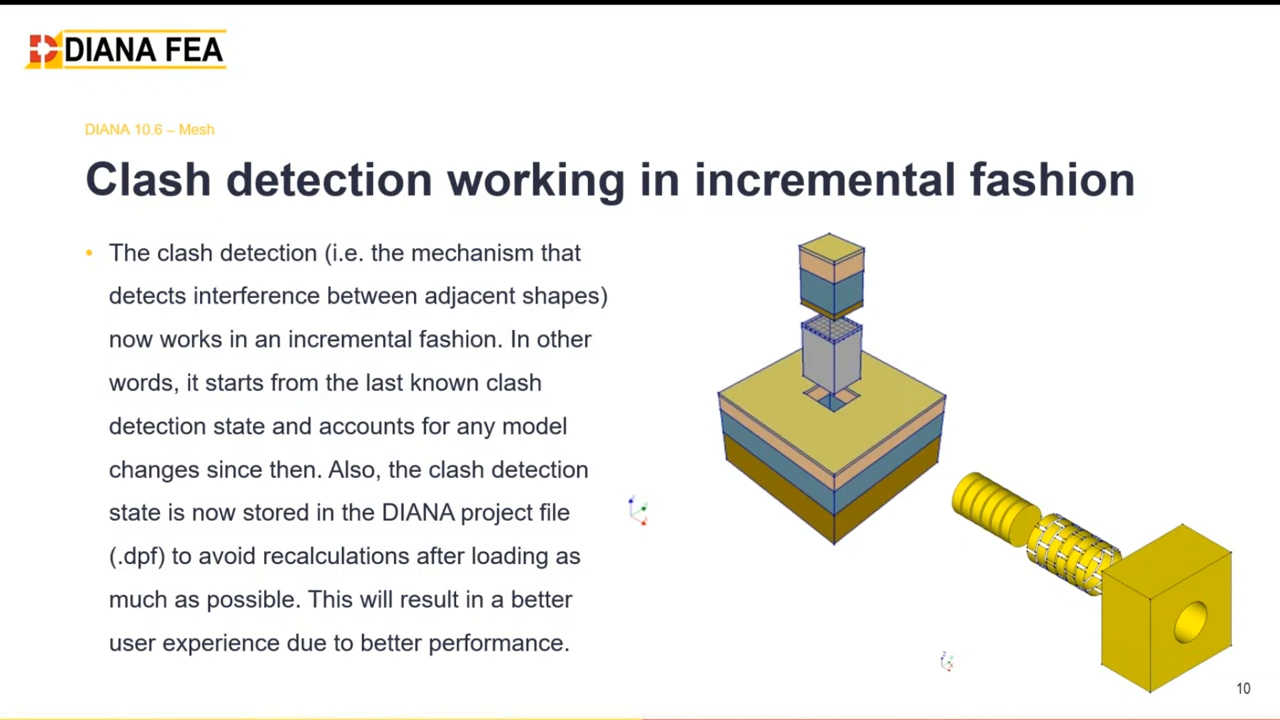 DIANA FEA
DIANA 10.6 – Mesh
Clash detection working in incremental fashion
• The clash detection (i.e. the mechanism that
detects interference between adjacent shapes)
now works in an incremental fashion. In other
words, it starts from the last known clash
detection state and accounts for any model
changes since then. Also, the clash detection
state is now stored in the DIANA project file
(.dpf) to avoid recalculations after loading as
much as possible. This will result in a better
user experience due to better performance.
10